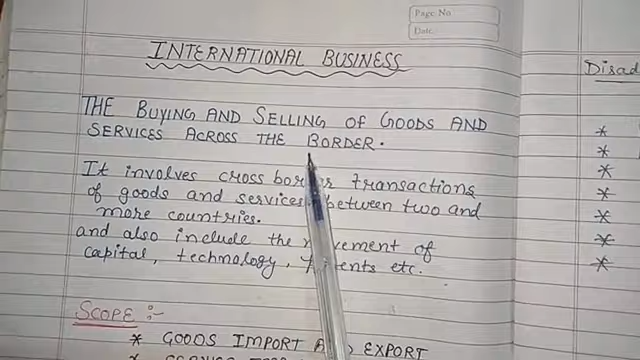 Page No
Date
INTERNATIONAL BUSINESS
THE BUYING AND SELLING OF GOODS AND
SERVICES ACROSS THE BORDER.
It involves cross border transactions
of goods and services between two and
more countries.
and also include the movement of
capital, technology, patents etc.
SCOPE :-
* GOODS IMPORT AND EXPORT
Disad
*
*
*
*
*
*
*